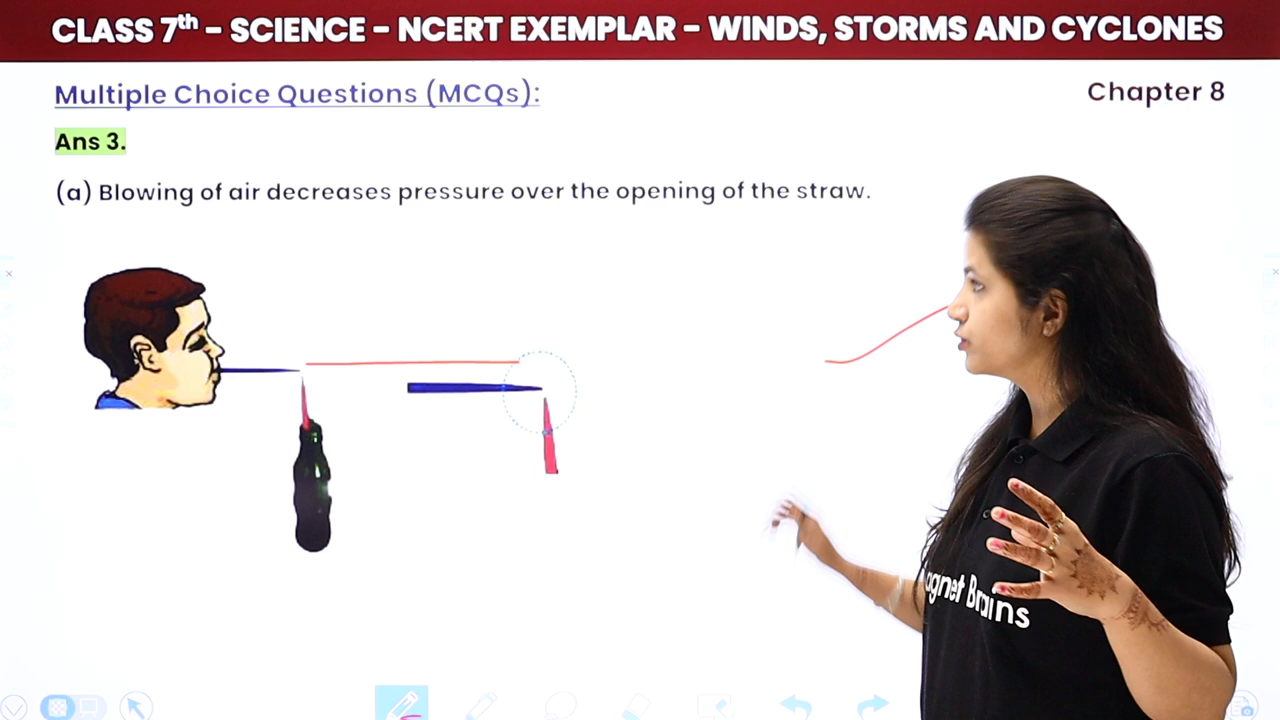 CLASS 7th - SCIENCE - NCERT EXEMPLAR - WINDS, STORMS AND CYCLONES
Multiple Choice Questions (MCQs):
Chapter 8
Ans 3.
(a) Blowing of air decreases pressure over the opening of the straw.
agnet Brains